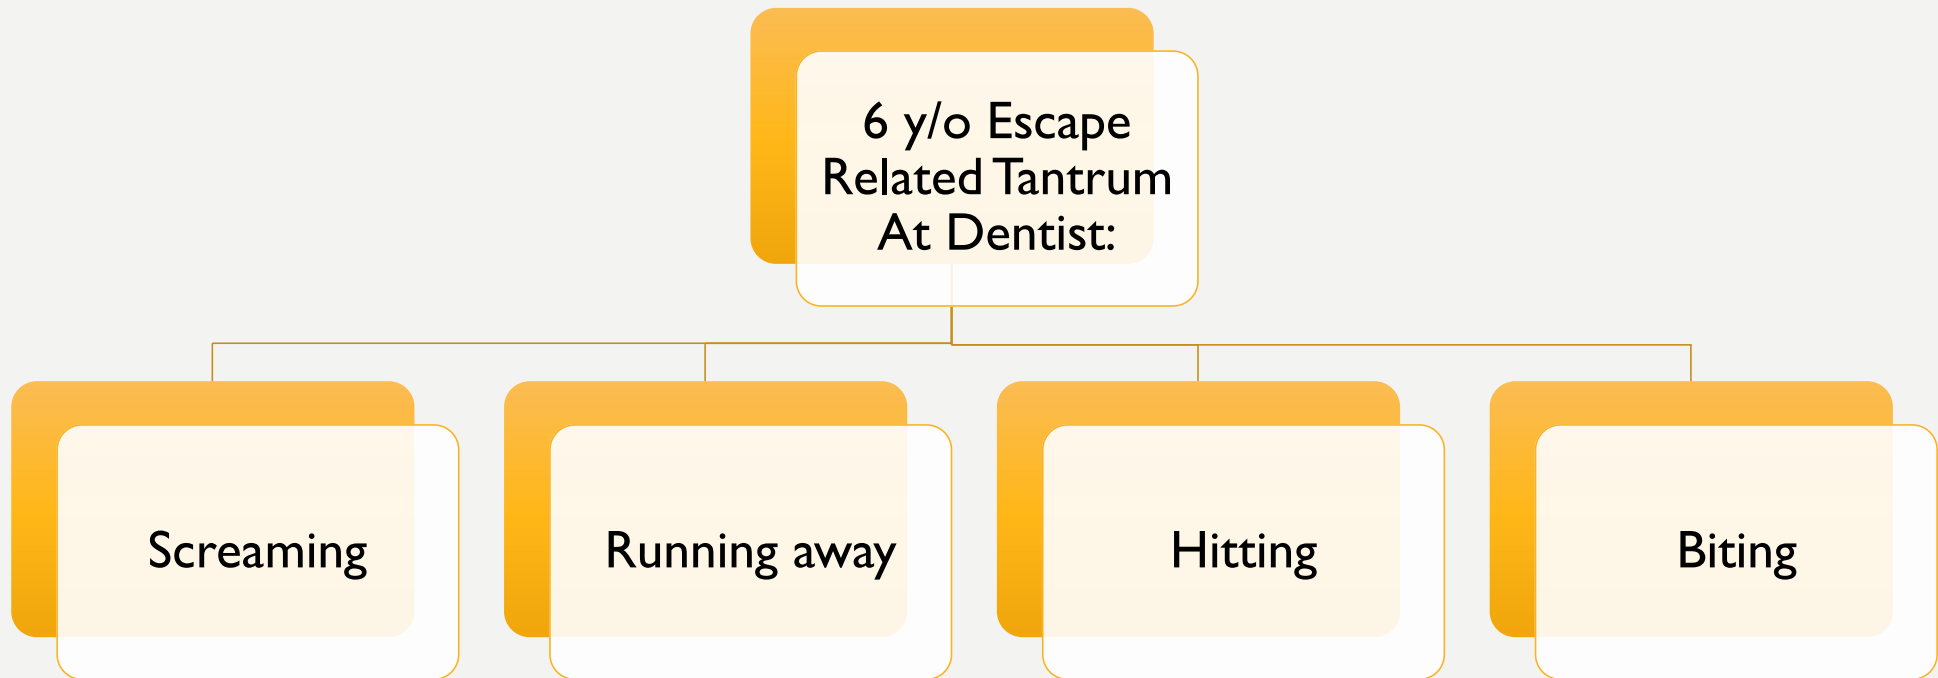 6 y/o Escape
Related Tantrum
At Dentist:
Screaming
Running away
Hitting
Biting